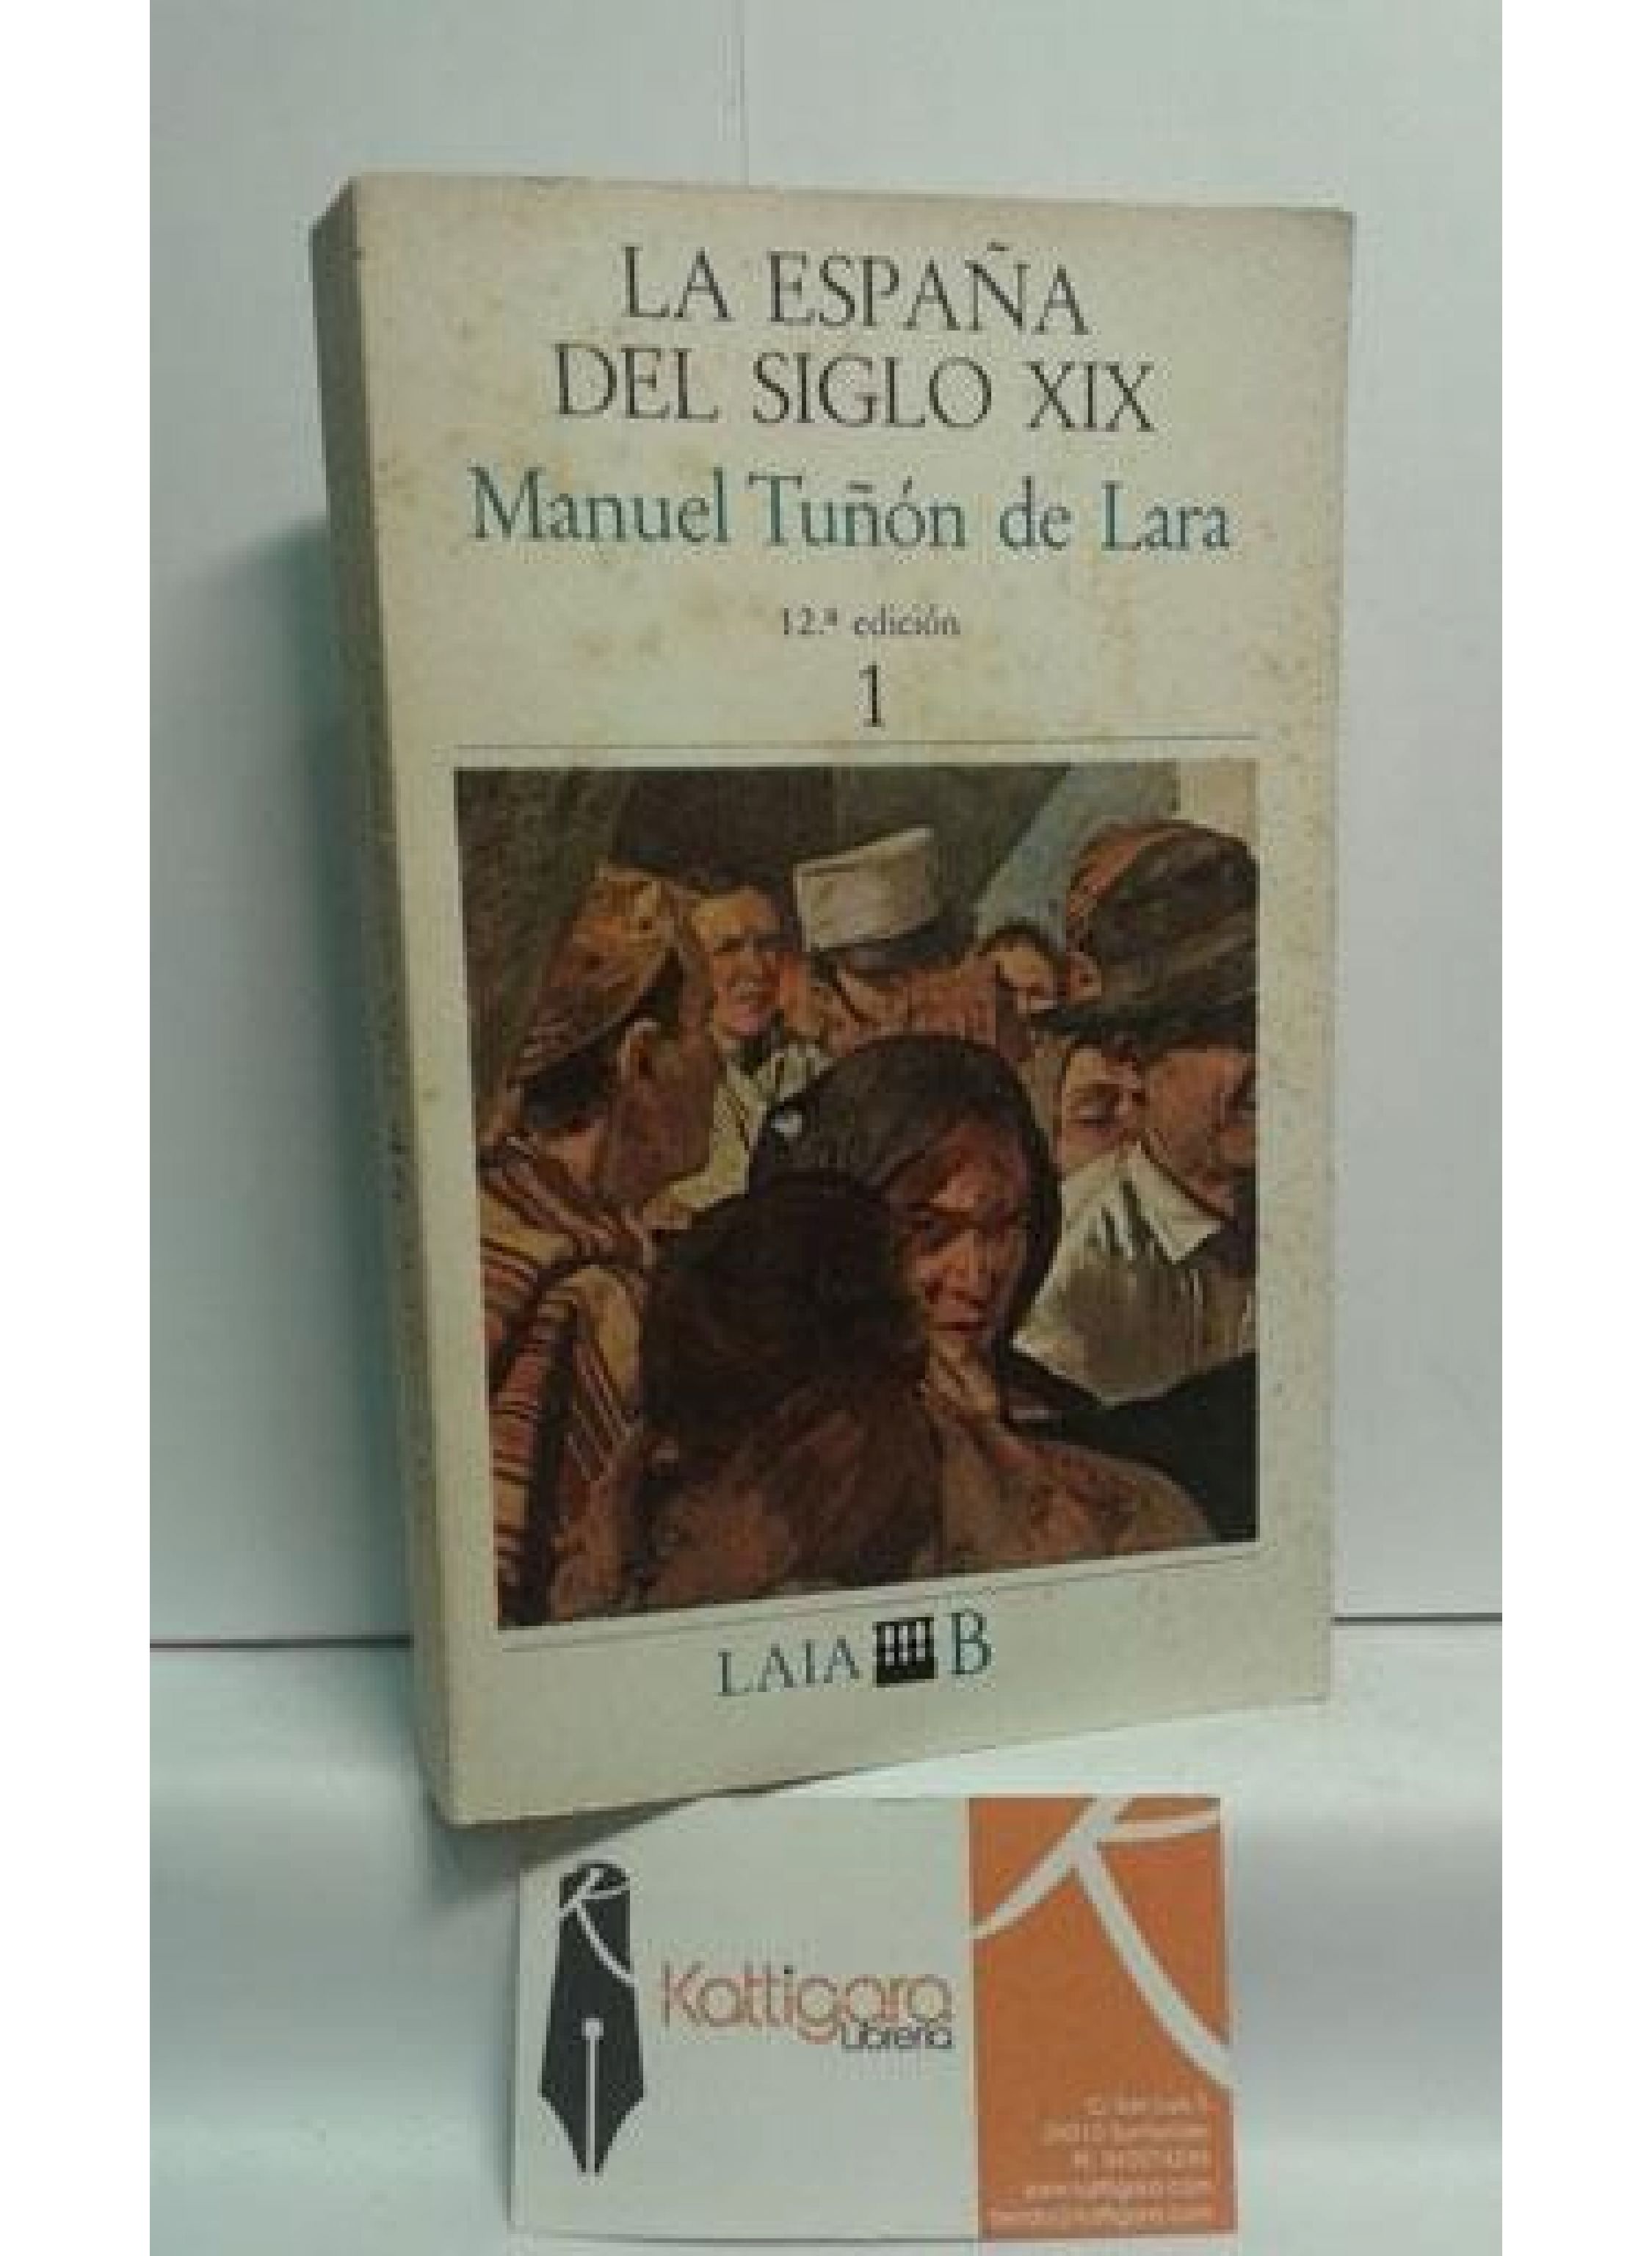 LA ESPAÑA
DEL SIGLO XIX
Manuel Tuñón de Lara
12.ª edición
1
LAIA B
Kattigara
Librería